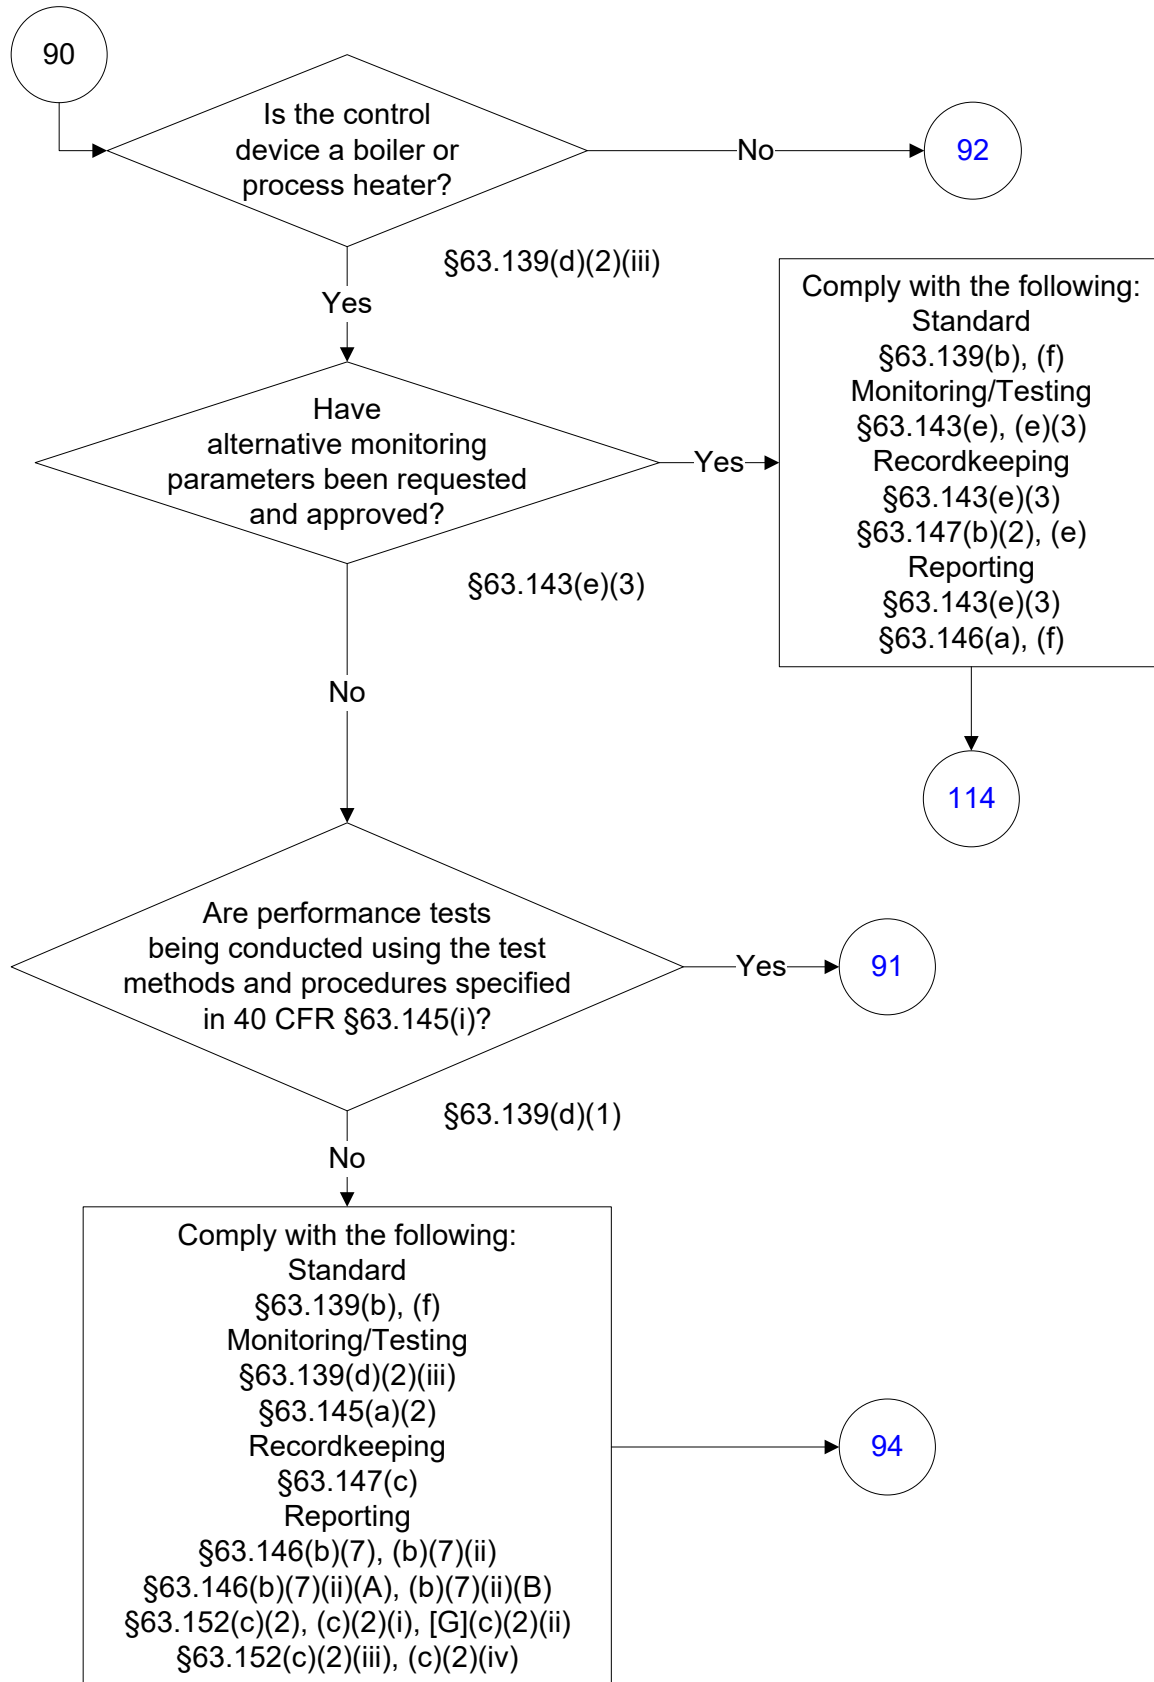 90
Is the control
device a boiler or
process heater?
No
92
§63.139(d)(2)(iii)
Yes
Have
alternative monitoring
parameters been requested
and approved?
Yes
§63.143(e)(3)
Comply with the following:
Standard
§63.139(b), (f)
Monitoring/Testing
§63.143(e), (e)(3)
Recordkeeping
§63.143(e)(3)
§63.147(b)(2), (e)
Reporting
§63.143(e)(3)
§63.146(a), (f)
114
No
Are performance tests
being conducted using the test
methods and procedures specified
in 40 CFR §63.145(i)?
Yes
91
§63.139(d)(1)
No
Comply with the following:
Standard
§63.139(b), (f)
Monitoring/Testing
§63.139(d)(2)(iii)
§63.145(a)(2)
Recordkeeping
§63.147(c)
Reporting
§63.146(b)(7), (b)(7)(ii)
§63.146(b)(7)(ii)(A), (b)(7)(ii)(B)
§63.152(c)(2), (c)(2)(i), [G](c)(2)(ii)
§63.152(c)(2)(iii), (c)(2)(iv)
94